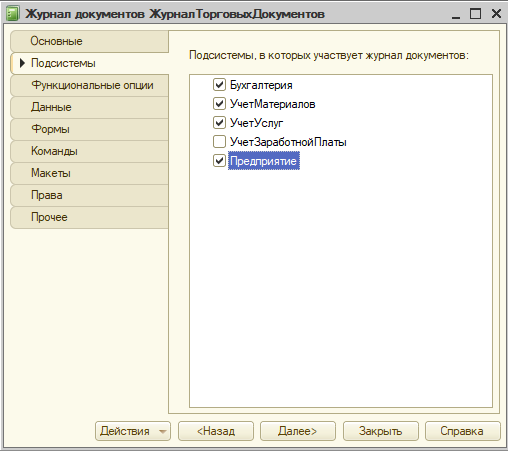 Журнал документов ЖурналТорговыхДокументов
Основные
Подсистемы
Функциональные опции
Данные
Формы
Команды
Макеты
Права
Прочее
Подсистемы, в которых участвует журнал документов:
Бухгалтерия
УчетМатериалов
УчетУслуг
УчетЗаработнойПлаты
Предприятие
Действия
<Назад
Далее>
Закрыть
Справка